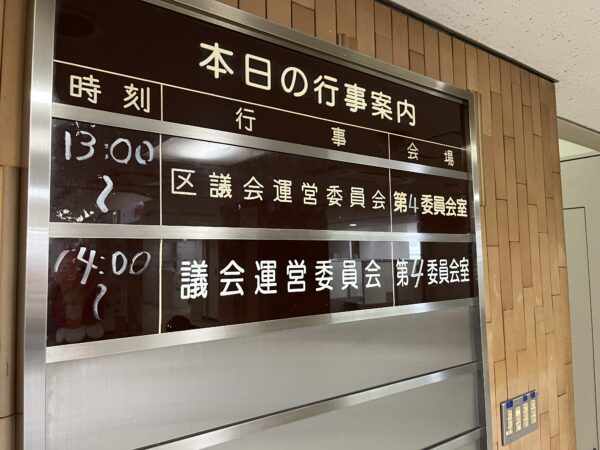 本日の行事案内
時刻 行事 会場
13:00〜 区議会運営委員会 第4委員会室
14:00〜 議会運営委員会 第4委員会室